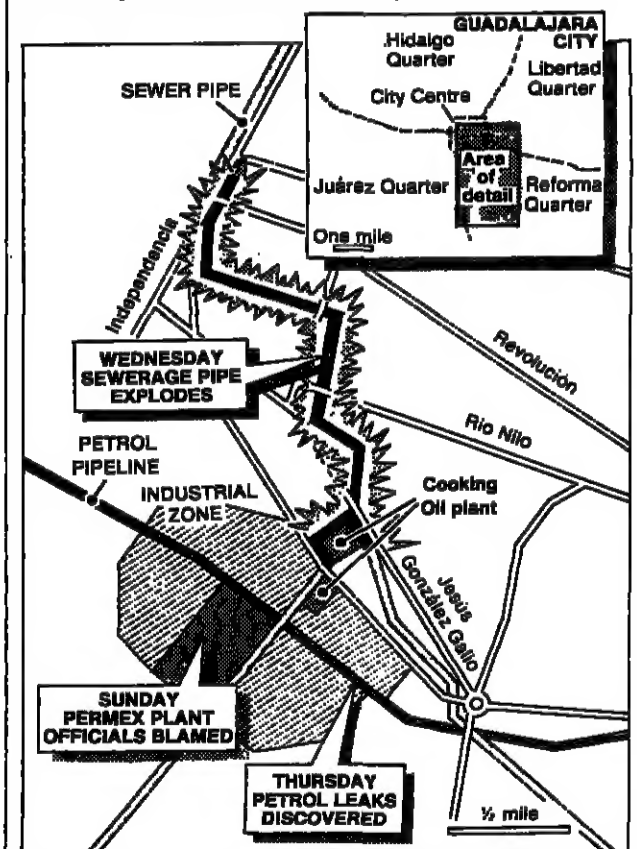 GUADALAJARA
CITY
Hidalgo
Quarter
Libertad
Quarter
City Centre
Area
of
detail
Juárez Quarter
Reforma
Quarter
One mile
SEWER PIPE
Independencia
WEDNESDAY
SEWERAGE PIPE
EXPLODES
Revolución
Rio Nilo
PETROL
PIPELINE
INDUSTRIAL
ZONE
Cooking
Oil plant
Jesús
González Gallo
SUNDAY
PERMEX PLANT
OFFICIALS BLAMED
THURSDAY
PETROL LEAKS
DISCOVERED
½ mile